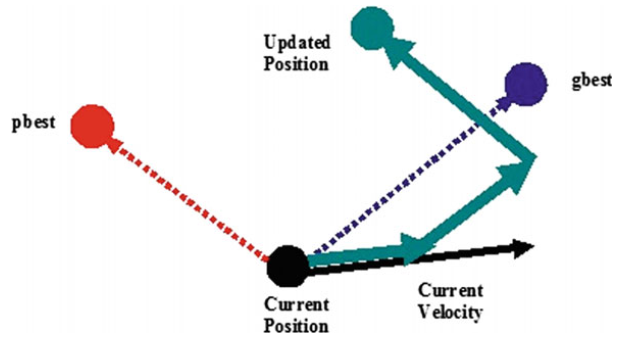 Updated
Position
gbest
pbest
Current
Velocity
Current
Position